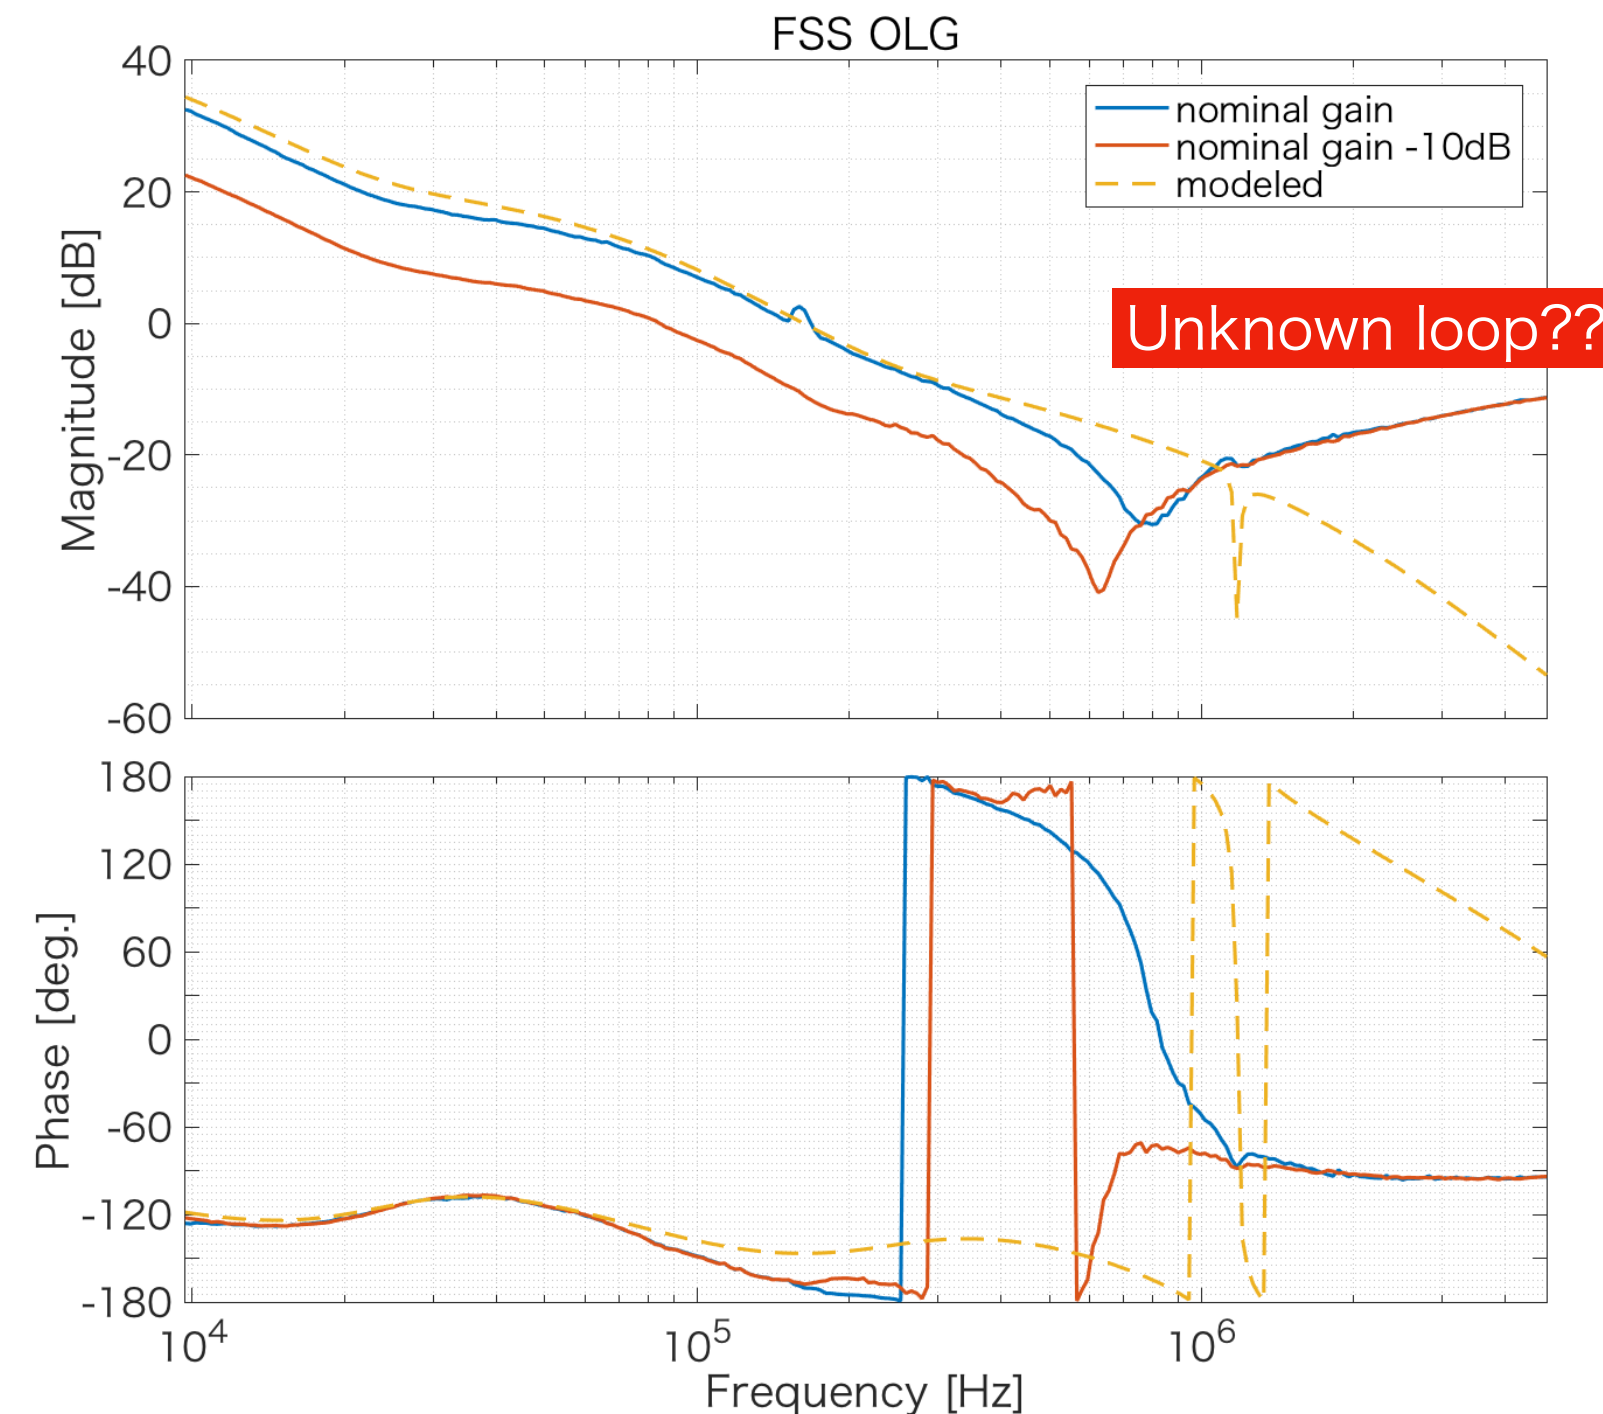 FSS OLG
40
20
0
-20
-40
-60
Magnitude [dB]
nominal gain
nominal gain -10dB
modeled
Unknown loop??
180
120
60
0
-60
-120
-180
Phase [deg.]
10^4
10^5
10^6
Frequency [Hz]